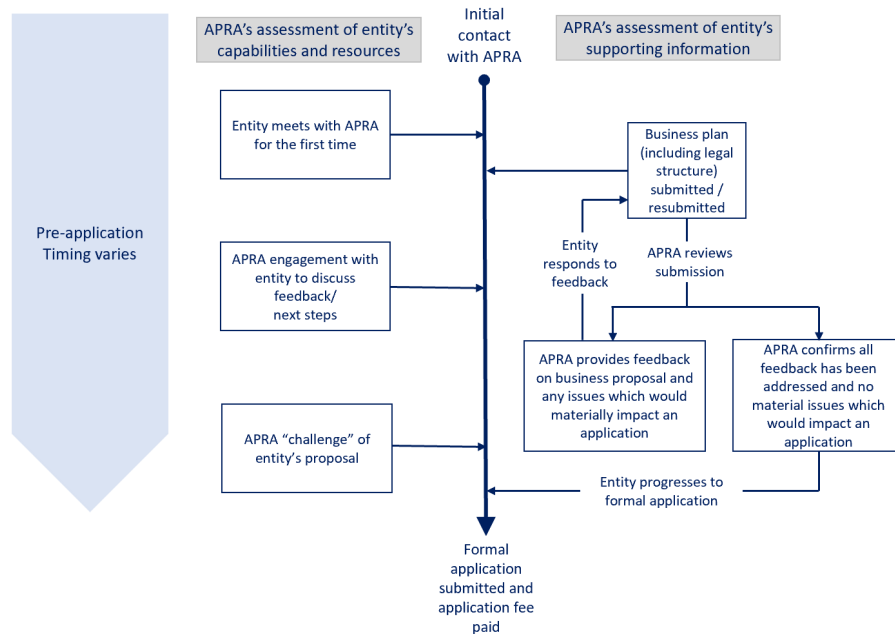 APRA's assessment of entity's
capabilities and resources
Initial
contact
with APRA
APRA's assessment of entity's
supporting information
Pre-application
Timing varies
Entity meets with APRA
for the first time
Business plan
(including legal
structure)
submitted /
resubmitted
Entity
responds to
feedback
APRA reviews
submission
APRA engagement with
entity to discuss
feedback/
next steps
APRA provides feedback
on business proposal and
any issues which would
materially impact an
application
APRA confirms all
feedback has been
addressed and no
material issues which
would impact an
application
APRA “challenge” of
entity's proposal
Entity progresses to
formal application
Formal
application
submitted and
application fee
paid